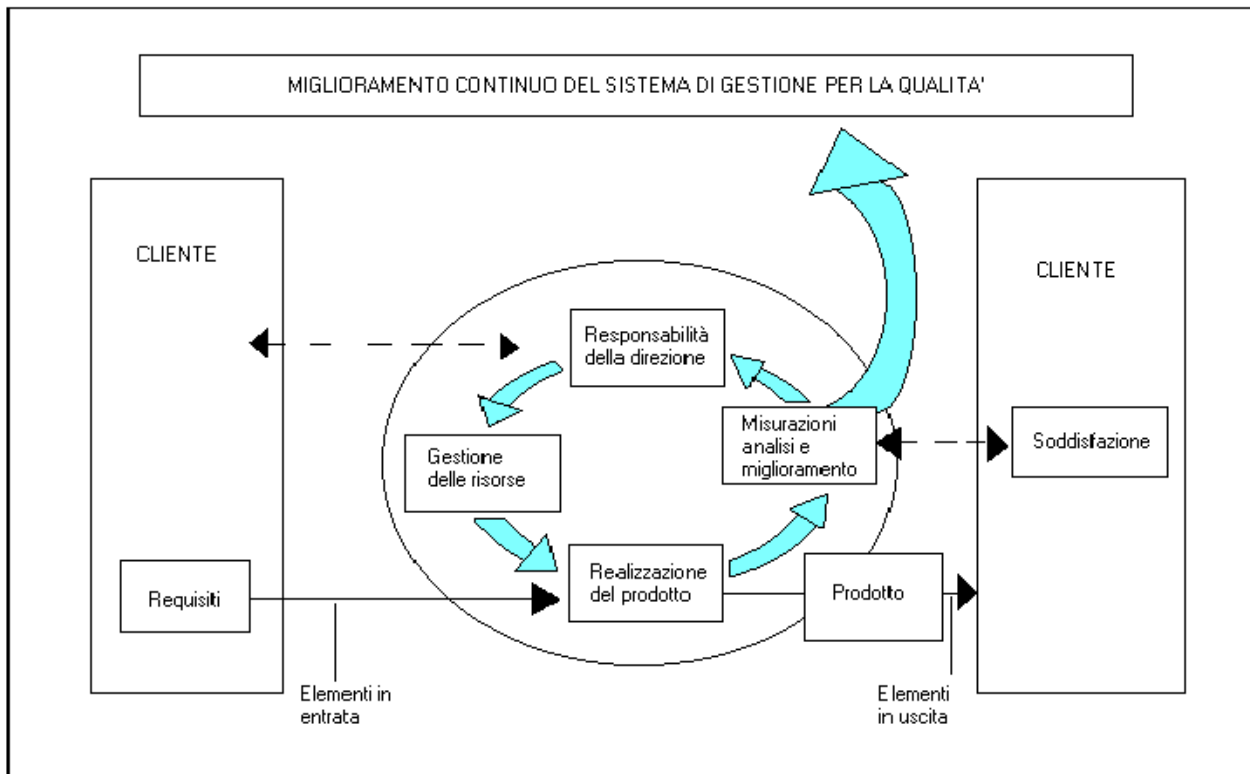 MIGLIORAMENTO CONTINUO DEL SISTEMA DI GESTIONE PER LA QUALITA'
CLIENTE
CLIENTE
Responsabilità
della direzione
Misurazioni
analisi e
miglioramento
Soddisfazione
Gestione
delle risorse
Realizzazione
del prodotto
Requisiti
Prodotto
Elementi in
entrata
Elementi
in uscita